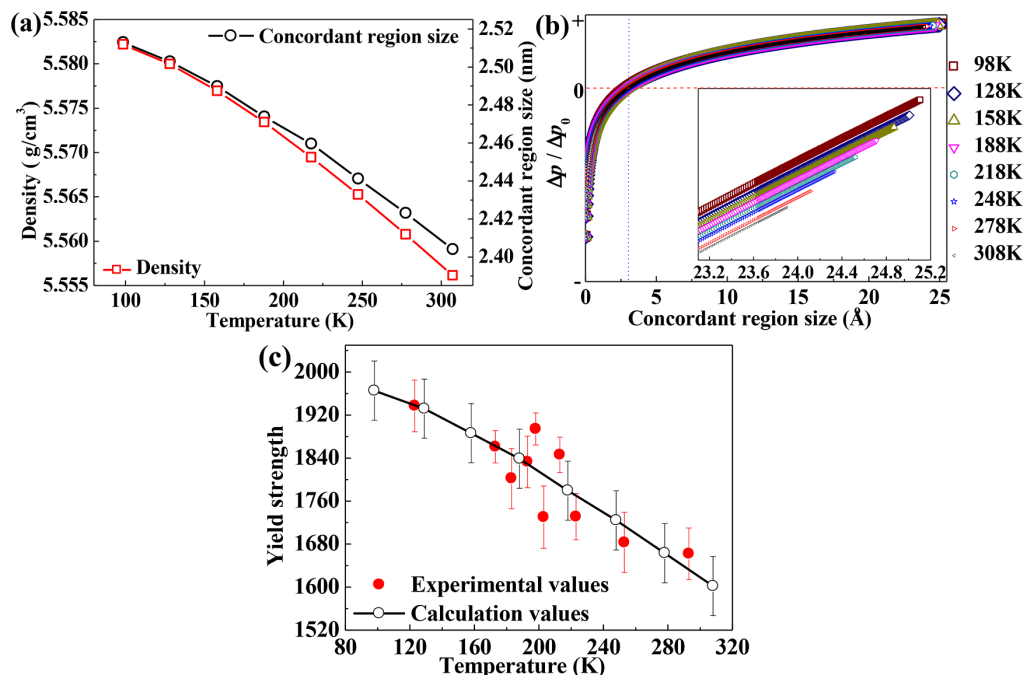 (a)
5.585
5.580
5.575
5.570
5.565
5.560
5.555
Density ( g/cm³)
Concordant region size
Density
2.52
2.50
2.48
2.46
2.44
2.42
2.40
2.39
Concordant region size (nm)
100 150 200 250 300
Temperature (K)
(b)
+
0
-
Δp / Δp₀
23.2 23.6 24.0 24.4 24.8 25.2
0 5 10 15 20 25
Concordant region size (Å)
98K
128K
158K
188K
218K
248K
278K
308K
(c)
2000
1920
1840
1760
1680
1600
1520
Yield strength
Experimental values
Calculation values
80 120 160 200 240 280 320
Temperature (K)